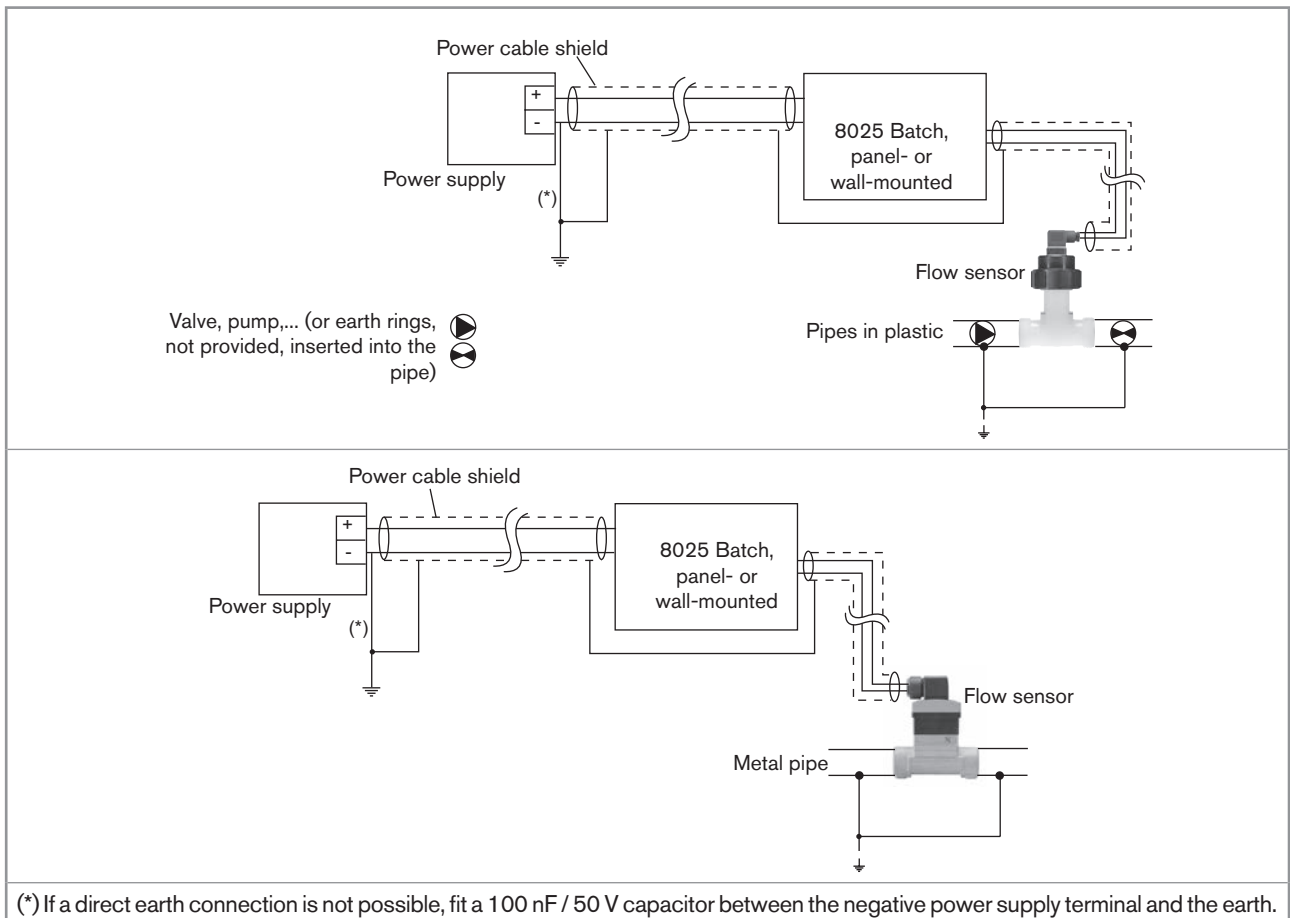 Power cable shield
+
-
Power supply
(*)
8025 Batch,
panel- or
wall-mounted
Flow sensor
Valve, pump,... (or earth rings,
not provided, inserted into the
pipe)
Pipes in plastic
Power cable shield
+
-
Power supply
(*)
8025 Batch,
panel- or
wall-mounted
Flow sensor
Metal pipe
(*) If a direct earth connection is not possible, fit a 100 nF / 50 V capacitor between the negative power supply terminal and the earth.